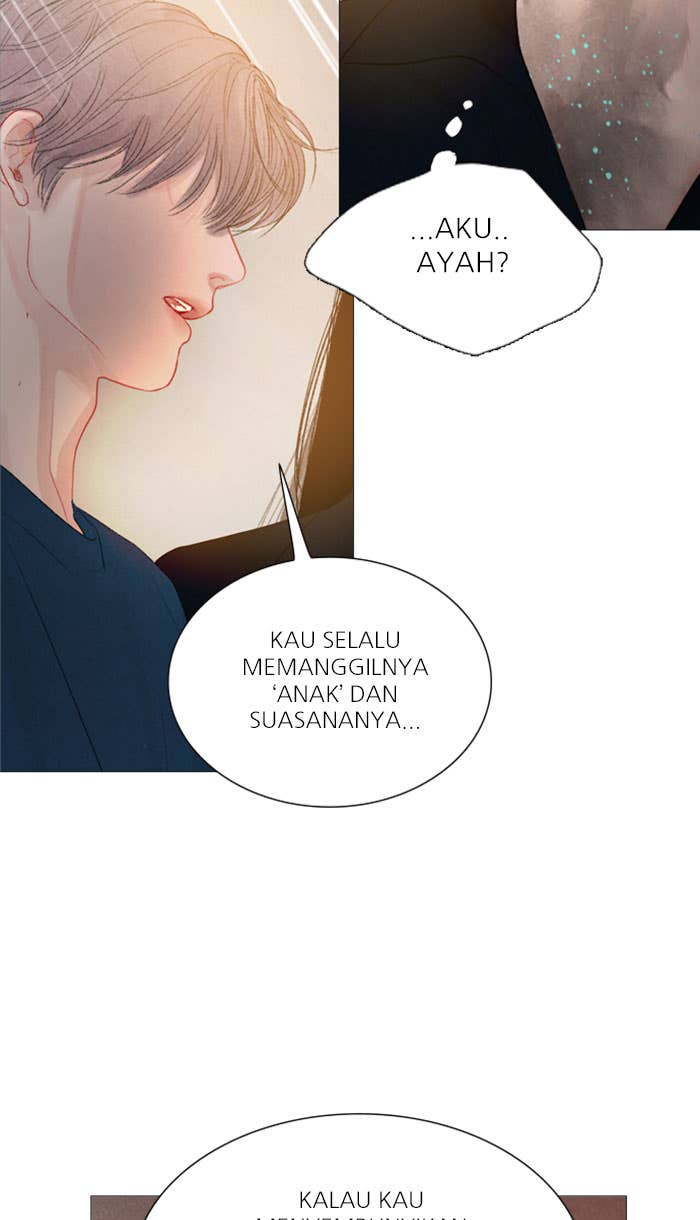 ...AKU..
AYAH?
KAU SELALU
MEMANGGILNYA
‘ANAK’ DAN
SUASANANYA...
KALAU KAU